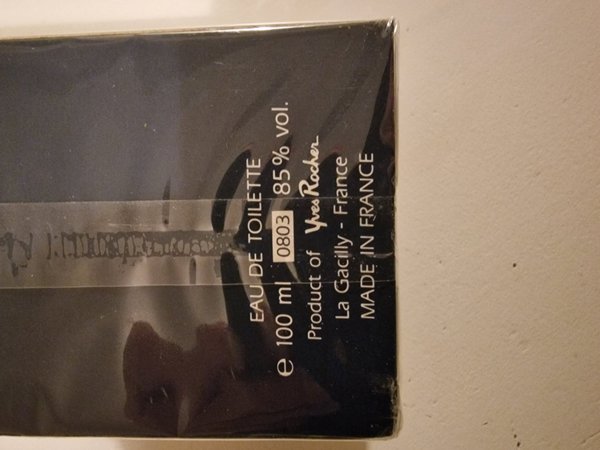 EAU DE TOILETTE
e 100 ml 0803 85% vol.
Product of Yves Rocher
La Gacilly - France
MADE IN FRANCE